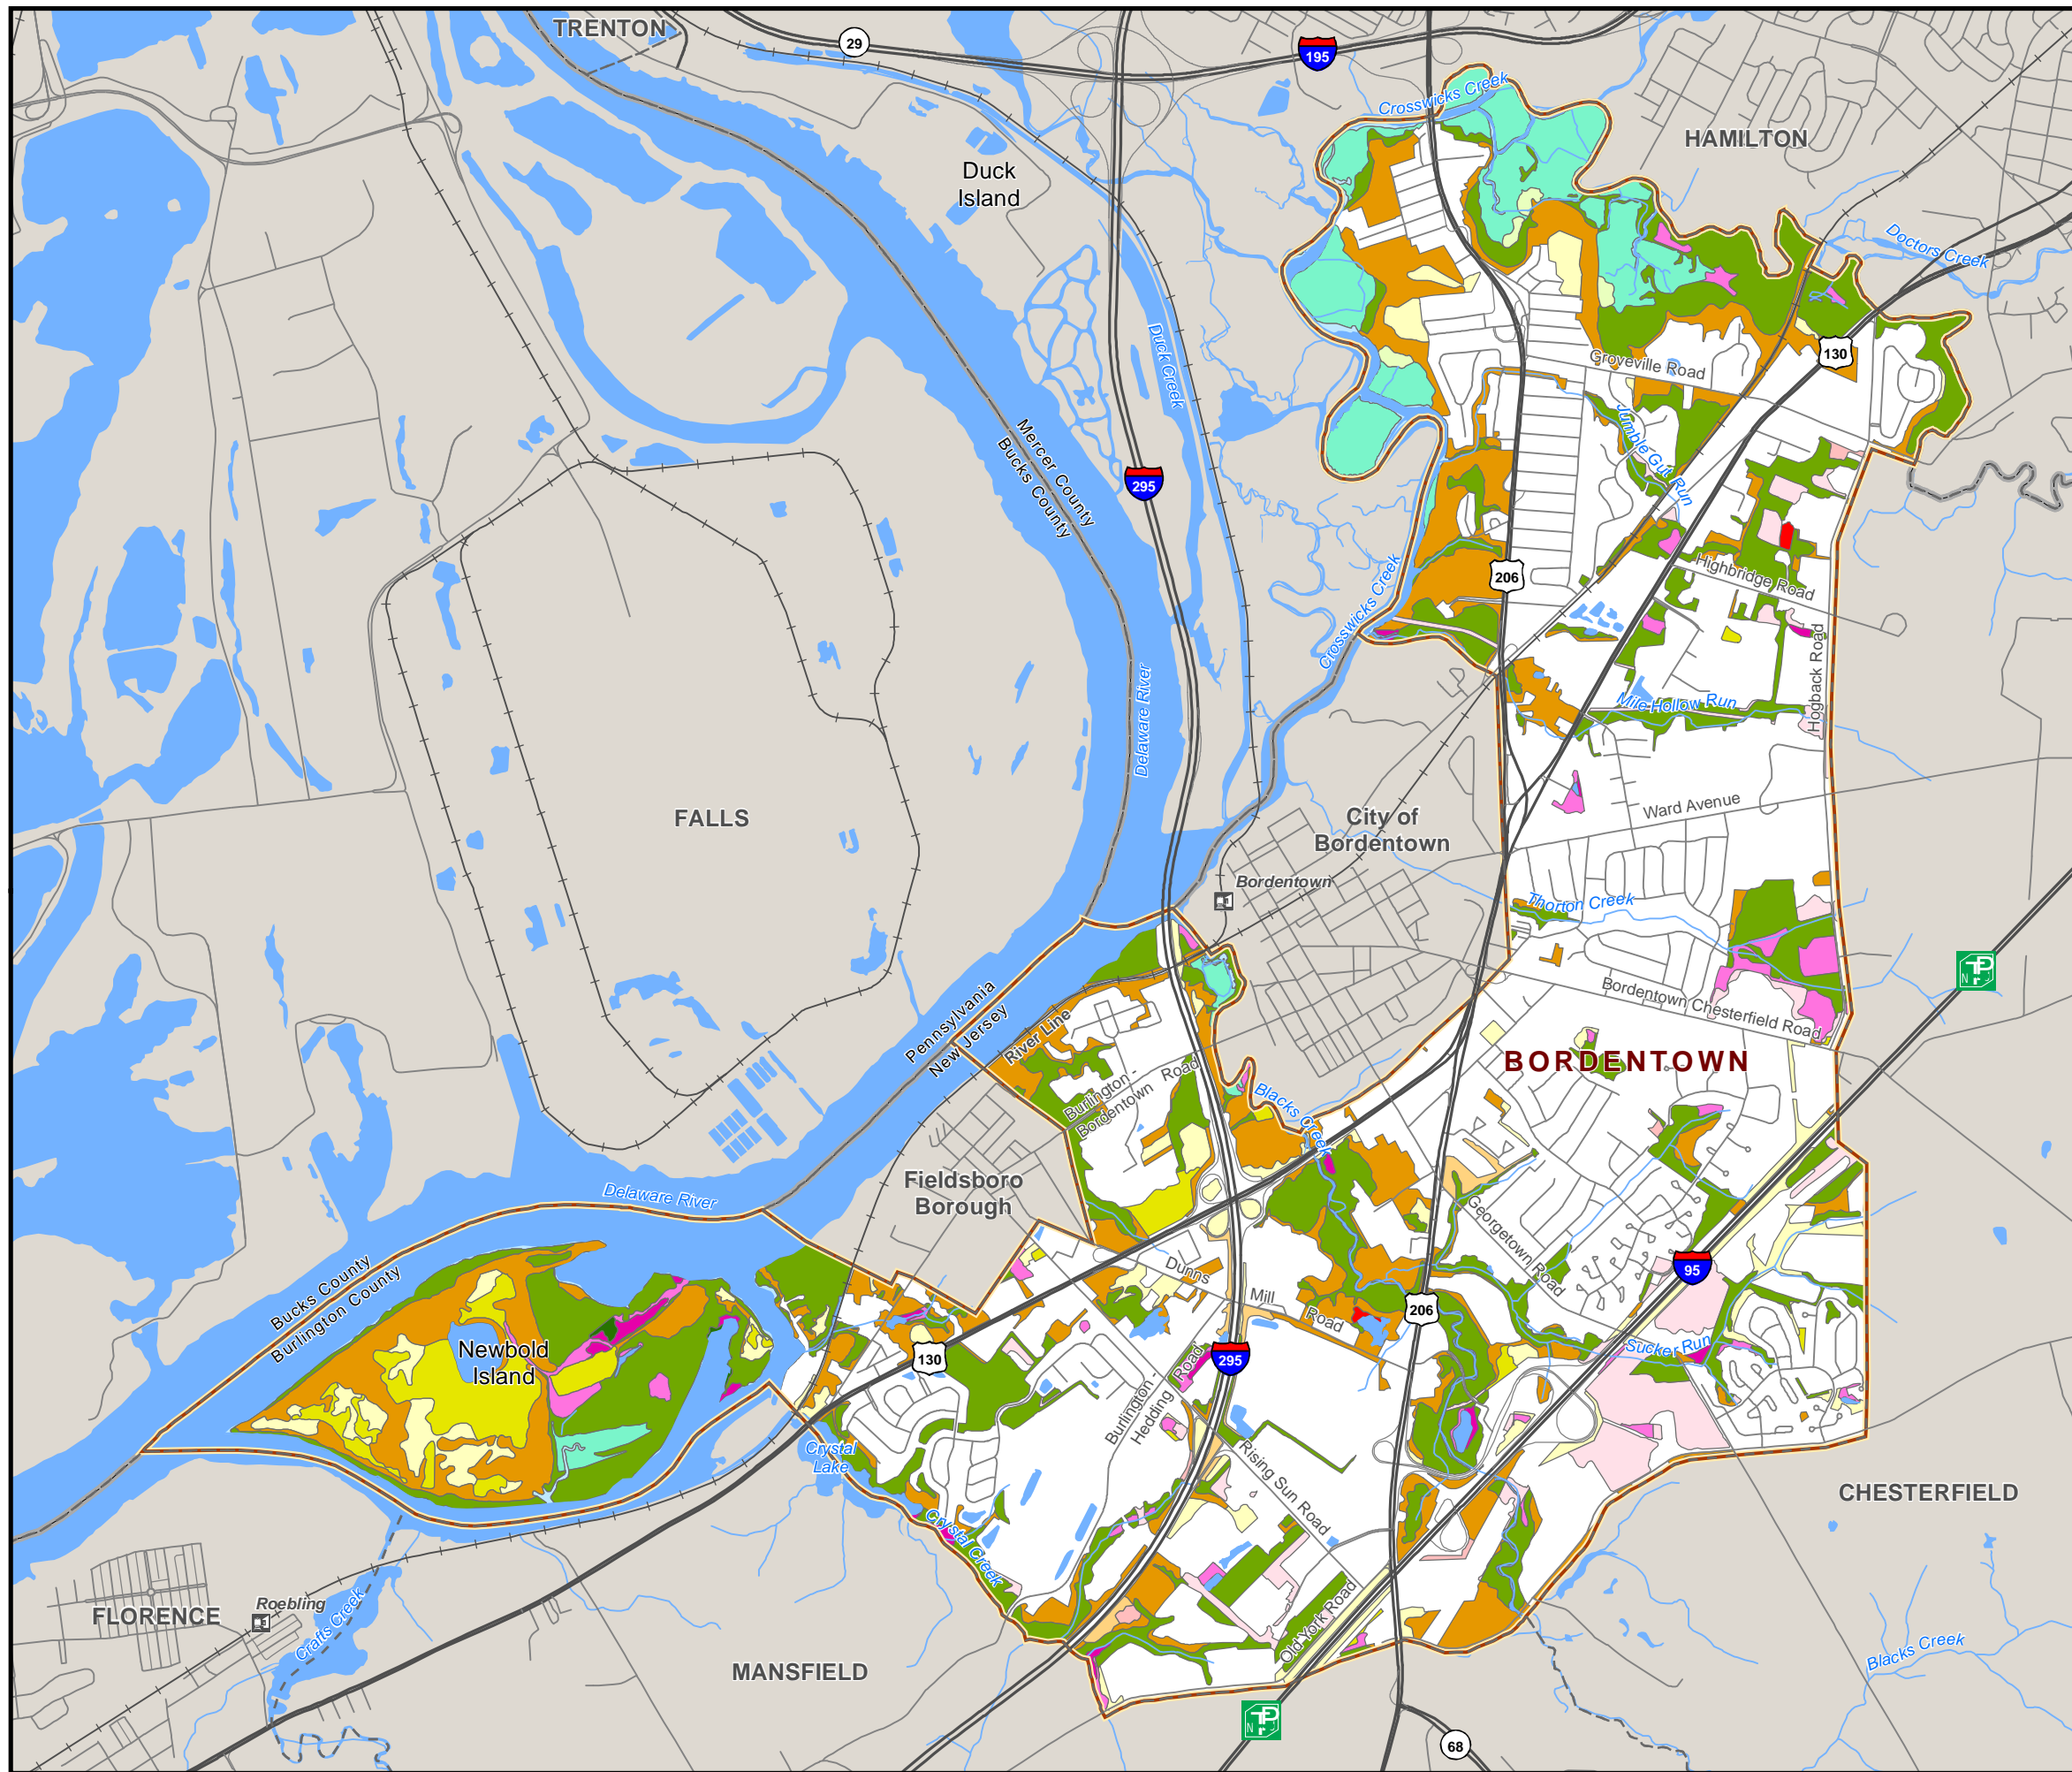 TRENTON
29
195
Crosswicks Creek
HAMILTON
Duck
Island
Doctors Creek
Duck Creek
130
Groveville Road
Jumble Gut Run
Mercer County
Bucks County
295
Crosswicks Creek
206
Highbridge Road
Hogback Road
Delaware River
Mile Hollow Run
FALLS
City of
Bordentown
Ward Avenue
Bordentown
Thorton Creek
Pennsylvania
New Jersey
River Line
Bordentown Chesterfield Road
NTPr
BORDENTOWN
Burlington -
Bordentown Road
Blacks Creek
Fieldsboro
Borough
Delaware River
Georgetown Road
Bucks County
Burlington County
Dunns
Mill
Road
95
206
Newbold
Island
130
295
Sucker Run
Burlington -
Hedding Road
Crystal
Lake
Rising Sun Road
CHESTERFIELD
Crystal Creek
Old York Road
FLORENCE
Roebling
Crafts Creek
MANSFIELD
Blacks Creek
NTPr
68